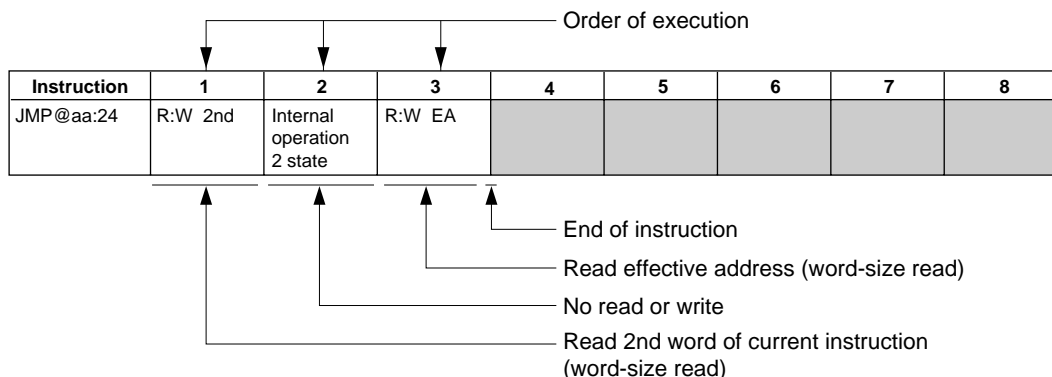 Order of execution
Instruction 1 2 3 4 5 6 7 8
JMP@aa:24 R:W 2nd Internal R:W EA
operation
2 state
End of instruction
Read effective address (word-size read)
No read or write
Read 2nd word of current instruction
(word-size read)